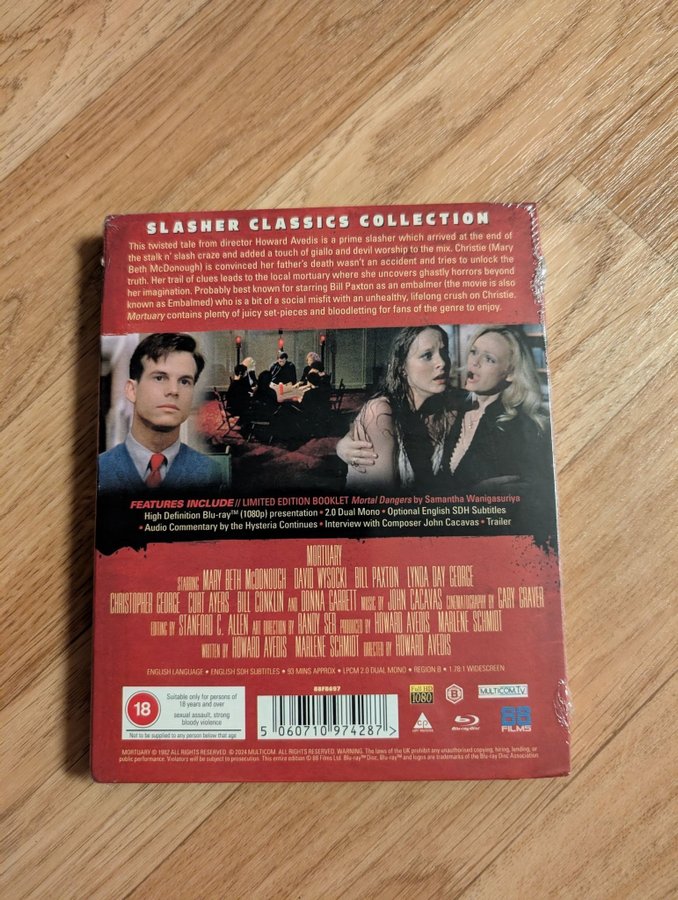 SLASHER CLASSICS COLLECTION
This twisted tale from director Howard Avedis is a prime slasher which arrived at the end of
the stalk n' slash craze and added a touch of giallo and devil worship to the mix. Christie (Mary
Beth McDonough) is convinced her father's death wasn't an accident and tries to unlock the
truth. Her trail of clues leads to the local mortuary where she uncovers ghastly horrors beyond
her imagination. Probably best known for starring Bill Paxton as an embalmer (the movie is also
known as Embalmed) who is a bit of a social misfit with an unhealthy, lifelong crush on Christie.
Mortuary contains plenty of juicy set-pieces and bloodletting for fans of the genre to enjoy.
FEATURES INCLUDE // LIMITED EDITION BOOKLET Mortal Dangers by Samantha Wanigasuriya
High Definition Blu-ray™ (1080p) presentation • 2.0 Dual Mono • Optional English SDH Subtitles
• Audio Commentary by the Hysteria Continues • Interview with Composer John Cacavas • Trailer
MORTUARY
STARRING MARY BETH McDONOUGH DAVID WYSOCKI BILL PAXTON LYNDA DAY GEORGE
CHRISTOPHER GEORGE CURT AYERS BILL CONKLIN AND DONNA GARRETT MUSIC BY JOHN CACAVAS CINEMATOGRAPHY BY GARY GRAVER
EDITING BY STANFORD C. ALLEN ART DIRECTION BY RANDY SER PRODUCED BY HOWARD AVEDIS MARLENE SCHMIDT
WRITTEN BY HOWARD AVEDIS MARLENE SCHMIDT DIRECTED BY HOWARD AVEDIS
ENGLISH LANGUAGE • ENGLISH SDH SUBTITLES • 93 MINS APPROX • LPCM 2.0 DUAL MONO • REGION B • 1.78:1 WIDESCREEN
18
Suitable only for persons of
18 years and over
sexual assault, strong
bloody violence
Not to be supplied to any person below that age
88FB697
5 060710 974287 >
Full HD
1080
B
MULTICOM.TV
Blu-ray Disc
88
FILMS
MORTUARY © 1982 ALL RIGHTS RESERVED. © 2024 MULTICOM. ALL RIGHTS RESERVED. WARNING. The laws of the UK prohibit any unauthorised copying, hiring, lending, or
public performance. Violators will be subject to prosecution. This entire edition © 88 Films Ltd. Blu-ray™ Disc, Blu-ray™ and logos are trademarks of the Blu-ray Disc Association